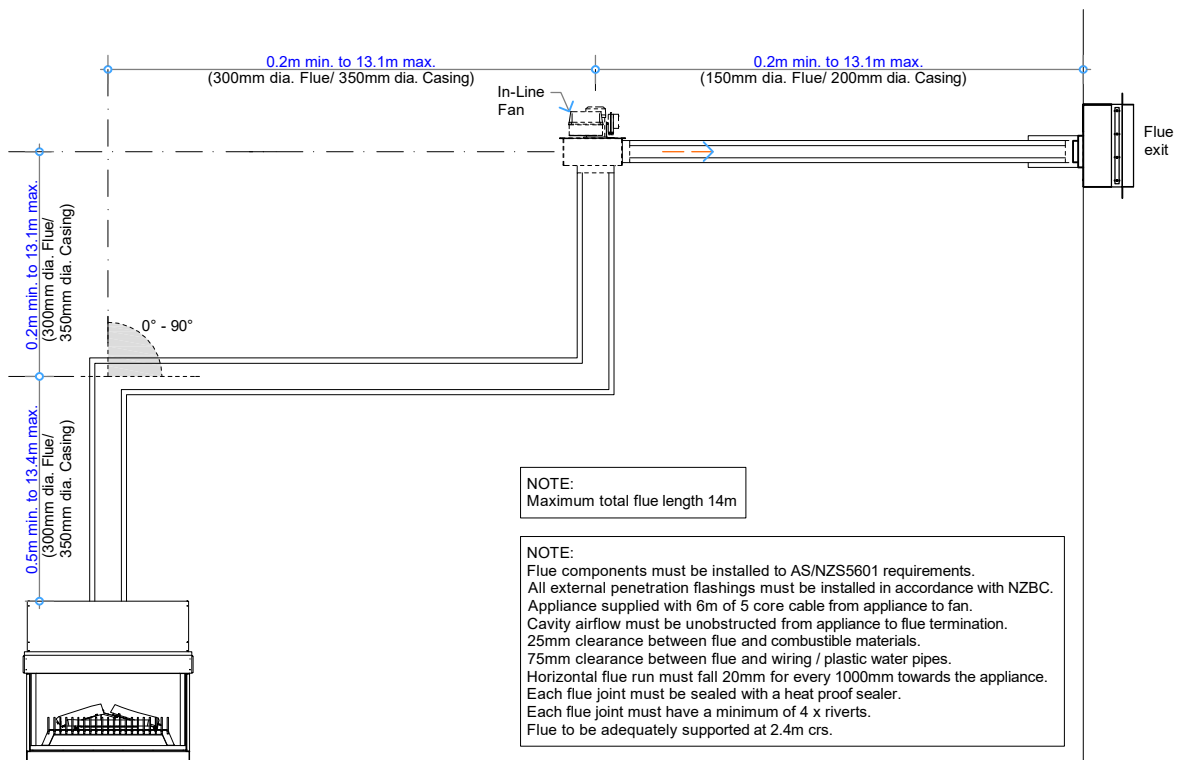 0.2m min. to 13.1m max.
(300mm dia. Flue/ 350mm dia. Casing)
0.2m min. to 13.1m max.
(150mm dia. Flue/ 200mm dia. Casing)
In-Line
Fan
Flue
exit
0.2m min. to 13.1m max.
(300mm dia. Flue/
350mm dia. Casing)
0° - 90°
0.5m min. to 13.4m max.
(300mm dia. Flue/
350mm dia. Casing)
NOTE:
Maximum total flue length 14m
NOTE:
Flue components must be installed to AS/NZS5601 requirements.
All external penetration flashings must be installed in accordance with NZBC.
Appliance supplied with 6m of 5 core cable from appliance to fan.
Cavity airflow must be unobstructed from appliance to flue termination.
25mm clearance between flue and combustible materials.
75mm clearance between flue and wiring / plastic water pipes.
Horizontal flue run must fall 20mm for every 1000mm towards the appliance.
Each flue joint must be sealed with a heat proof sealer.
Each flue joint must have a minimum of 4 x riverts.
Flue to be adequately supported at 2.4m crs.